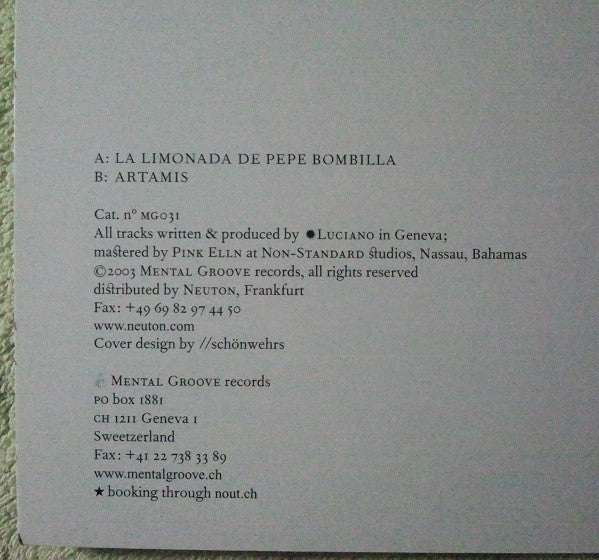 A: LA LIMONADA DE PEPE BOMBILLA
B: ARTAMIS
Cat. nº MG031
All tracks written & produced by ✹LUCIANO in Geneva;
mastered by PINK ELLN at NON-STANDARD studios, Nassau, Bahamas
©2003 MENTAL GROOVE records, all rights reserved
distributed by NEUTON, Frankfurt
Fax: +49 69 82 97 44 50
www.neuton.com
Cover design by //schönwehrs
MENTAL GROOVE records
PO box 1881
CH 1211 Geneva 1
Sweetzerland
Fax: +41 22 738 33 89
www.mentalgroove.ch
★ booking through nout.ch